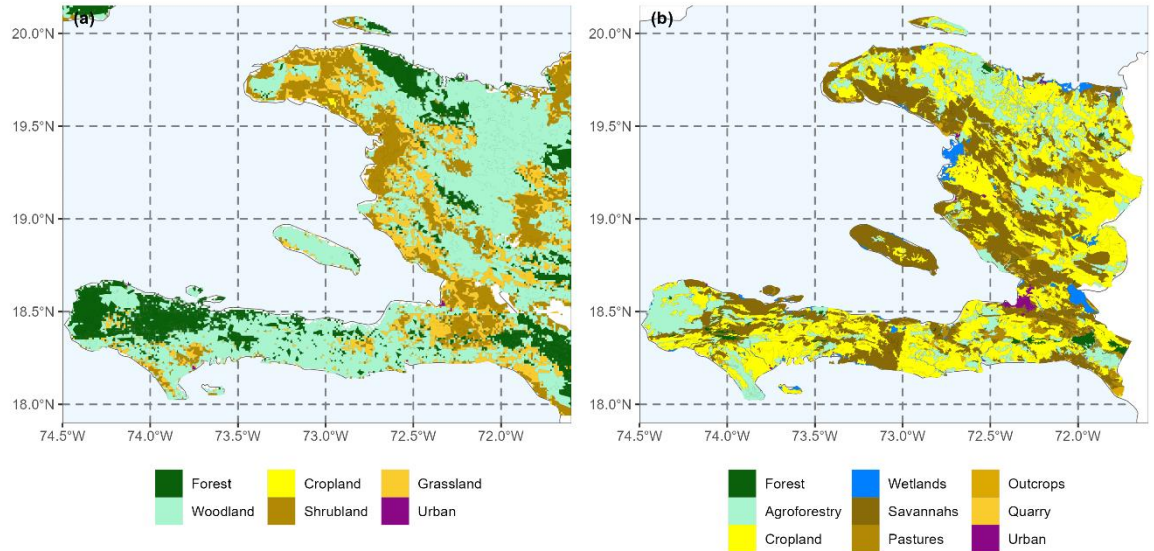 (a)
20.0°N
19.5°N
19.0°N
18.5°N
18.0°N
74.5°W 74.0°W 73.5°W 73.0°W 72.5°W 72.0°W
Forest Cropland Grassland
Woodland Shrubland Urban
(b)
20.0°N
19.5°N
19.0°N
18.5°N
18.0°N
74.5°W 74.0°W 73.5°W 73.0°W 72.5°W 72.0°W
Forest Wetlands Outcrops
Agroforestry Savannahs Quarry
Cropland Pastures Urban